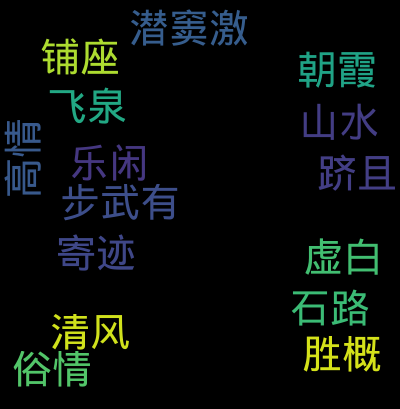 潜窦激
铺座
朝霞
飞泉
山水
高情
乐闲
跻且
步武有
寄迹
虚白
石路
清风
胜概
俗情